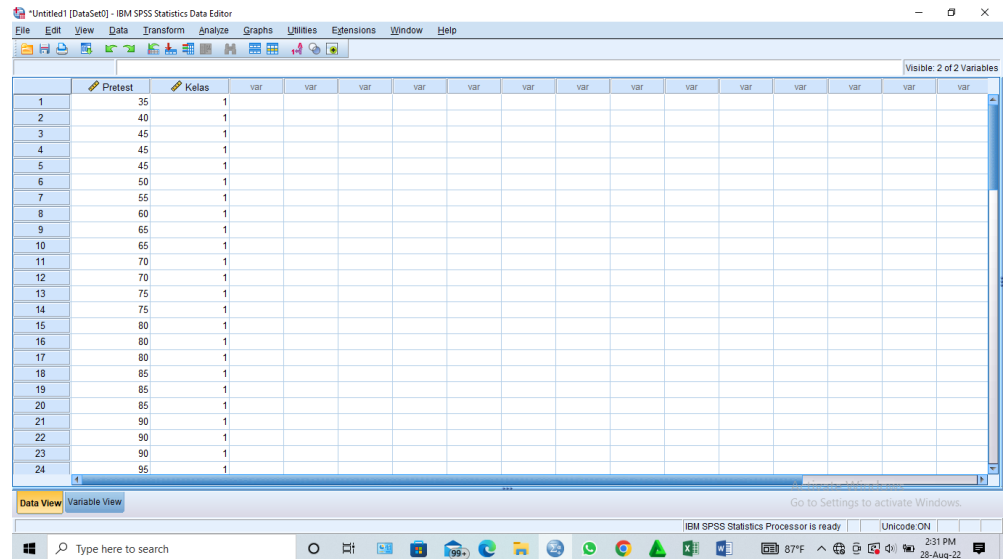 *Untitled1 [DataSet0] - IBM SPSS Statistics Data Editor
File Edit View Data Transform Analyze Graphs Utilities Extensions Window Help
Visible: 2 of 2 Variables
Pretest Kelas var var var var var var var var var var var var var var
1 35 1
2 40 1
3 45 1
4 45 1
5 45 1
6 50 1
7 55 1
8 60 1
9 65 1
10 65 1
11 70 1
12 70 1
13 75 1
14 75 1
15 80 1
16 80 1
17 80 1
18 85 1
19 85 1
20 85 1
21 90 1
22 90 1
23 90 1
24 95 1
Data View Variable View
Go to Settings to activate Windows.
IBM SPSS Statistics Processor is ready Unicode:ON
Type here to search 99+ 87°F 2:31 PM
28-Aug-22